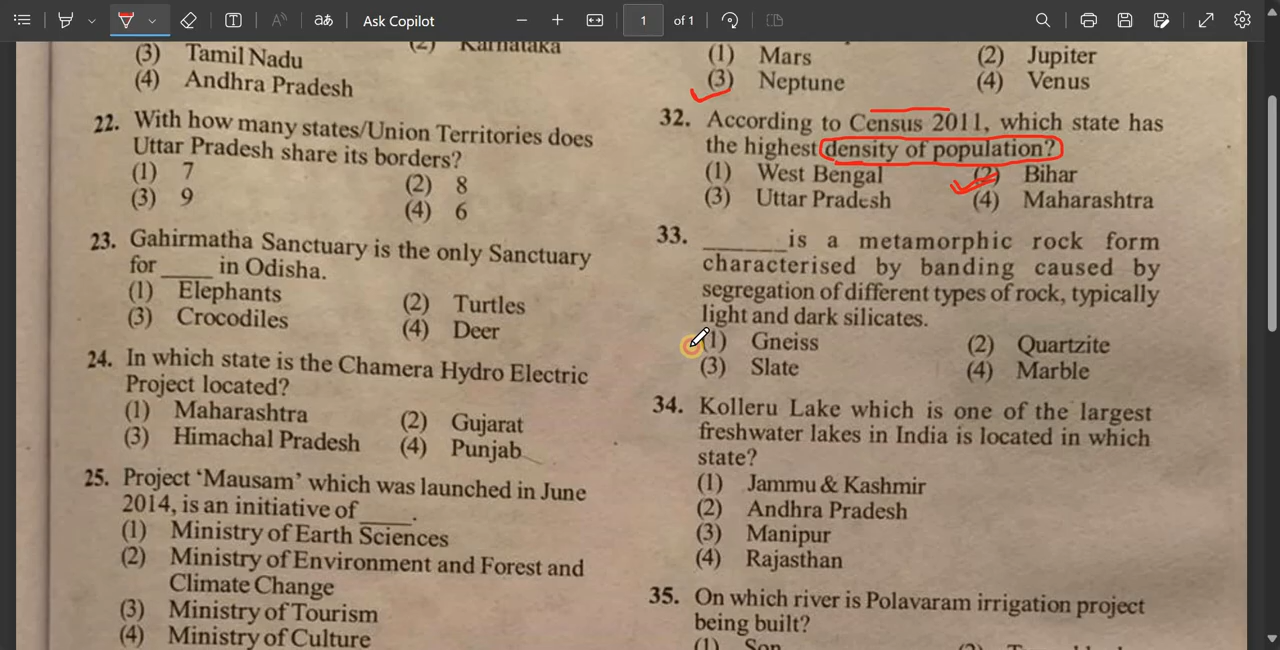 Ask Copilot
1 of 1
(3) Tamil Nadu (2) Karnataka
(4) Andhra Pradesh
22. With how many states/Union Territories does
Uttar Pradesh share its borders?
(1) 7 (2) 8
(3) 9 (4) 6
23. Gahirmatha Sanctuary is the only Sanctuary
for ____ in Odisha.
(1) Elephants (2) Turtles
(3) Crocodiles (4) Deer
24. In which state is the Chamera Hydro Electric
Project located?
(1) Maharashtra (2) Gujarat
(3) Himachal Pradesh (4) Punjab
25. Project ‘Mausam’ which was launched in June
2014, is an initiative of ____.
(1) Ministry of Earth Sciences
(2) Ministry of Environment and Forest and
Climate Change
(3) Ministry of Tourism
(4) Ministry of Culture
(1) Mars (2) Jupiter
(3) Neptune (4) Venus
32. According to Census 2011, which state has
the highest density of population?
(1) West Bengal (2) Bihar
(3) Uttar Pradesh (4) Maharashtra
33. ______is a metamorphic rock form
characterised by banding caused by
segregation of different types of rock, typically
light and dark silicates.
(1) Gneiss (2) Quartzite
(3) Slate (4) Marble
34. Kolleru Lake which is one of the largest
freshwater lakes in India is located in which
state?
(1) Jammu & Kashmir
(2) Andhra Pradesh
(3) Manipur
(4) Rajasthan
35. On which river is Polavaram irrigation project
being built?
(1) Son